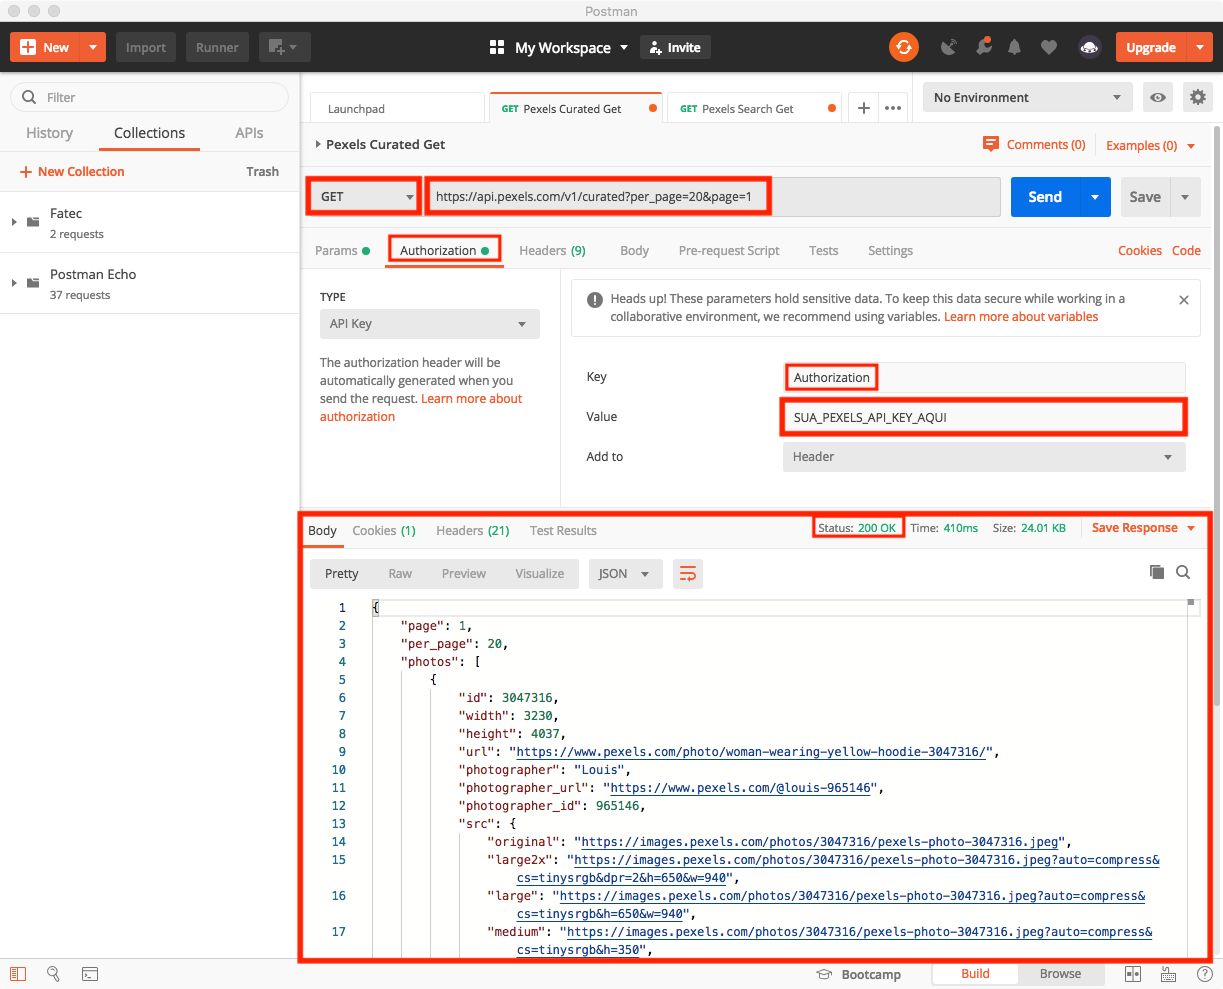 Postman
New
Import
Runner
My Workspace
Invite
Upgrade
Filter
History
Collections
APIs
New Collection
Trash
Fatec
2 requests
Postman Echo
37 requests
Launchpad
GET Pexels Curated Get
GET Pexels Search Get
No Environment
Pexels Curated Get
Comments (0)
Examples (0)
GET
https://api.pexels.com/v1/curated?per_page=20&page=1
Send
Save
Params
Authorization
Headers (9)
Body
Pre-request Script
Tests
Settings
Cookies
Code
TYPE
API Key
The authorization header will be
automatically generated when you
send the request. Learn more about
authorization
Heads up! These parameters hold sensitive data. To keep this data secure while working in a
collaborative environment, we recommend using variables. Learn more about variables
Key
Authorization
Value
SUA_PEXELS_API_KEY_AQUI
Add to
Header
Body
Cookies (1)
Headers (21)
Test Results
Status: 200 OK
Time: 410ms
Size: 24.01 KB
Save Response
Pretty
Raw
Preview
Visualize
JSON
1 {
2 "page": 1,
3 "per_page": 20,
4 "photos": [
5 {
6 "id": 3047316,
7 "width": 3230,
8 "height": 4037,
9 "url": "https://www.pexels.com/photo/woman-wearing-yellow-hoodie-3047316/",
10 "photographer": "Louis",
11 "photographer_url": "https://www.pexels.com/@louis-965146",
12 "photographer_id": 965146,
13 "src": {
14 "original": "https://images.pexels.com/photos/3047316/pexels-photo-3047316.jpeg",
15 "large2x": "https://images.pexels.com/photos/3047316/pexels-photo-3047316.jpeg?auto=compress&
cs=tinysrgb&dpr=2&h=650&w=940",
16 "large": "https://images.pexels.com/photos/3047316/pexels-photo-3047316.jpeg?auto=compress&
cs=tinysrgb&h=650&w=940",
17 "medium": "https://images.pexels.com/photos/3047316/pexels-photo-3047316.jpeg?auto=compress&
cs=tinysrgb&h=350",
Bootcamp
Build
Browse